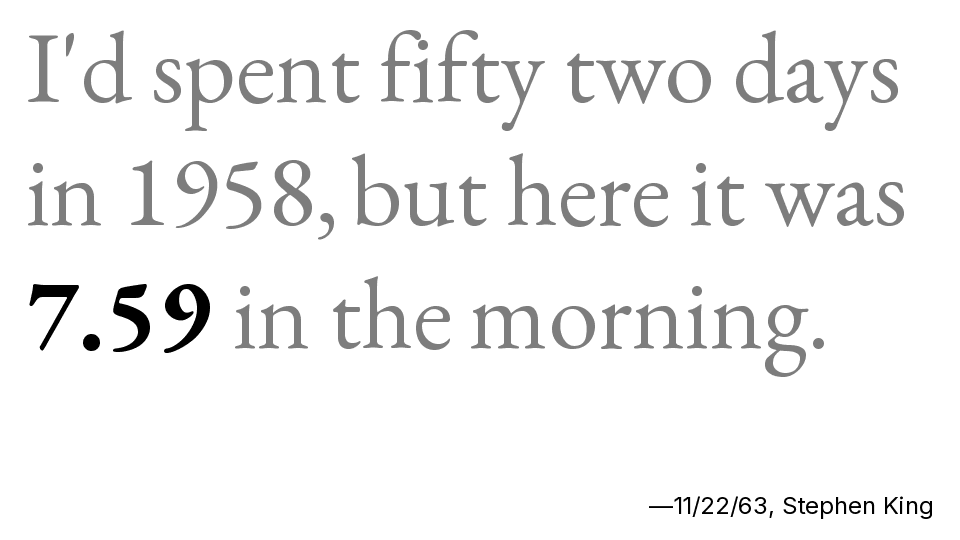 I'd spent fifty two days
in 1958, but here it was
7.59 in the morning.
—11/22/63, Stephen King